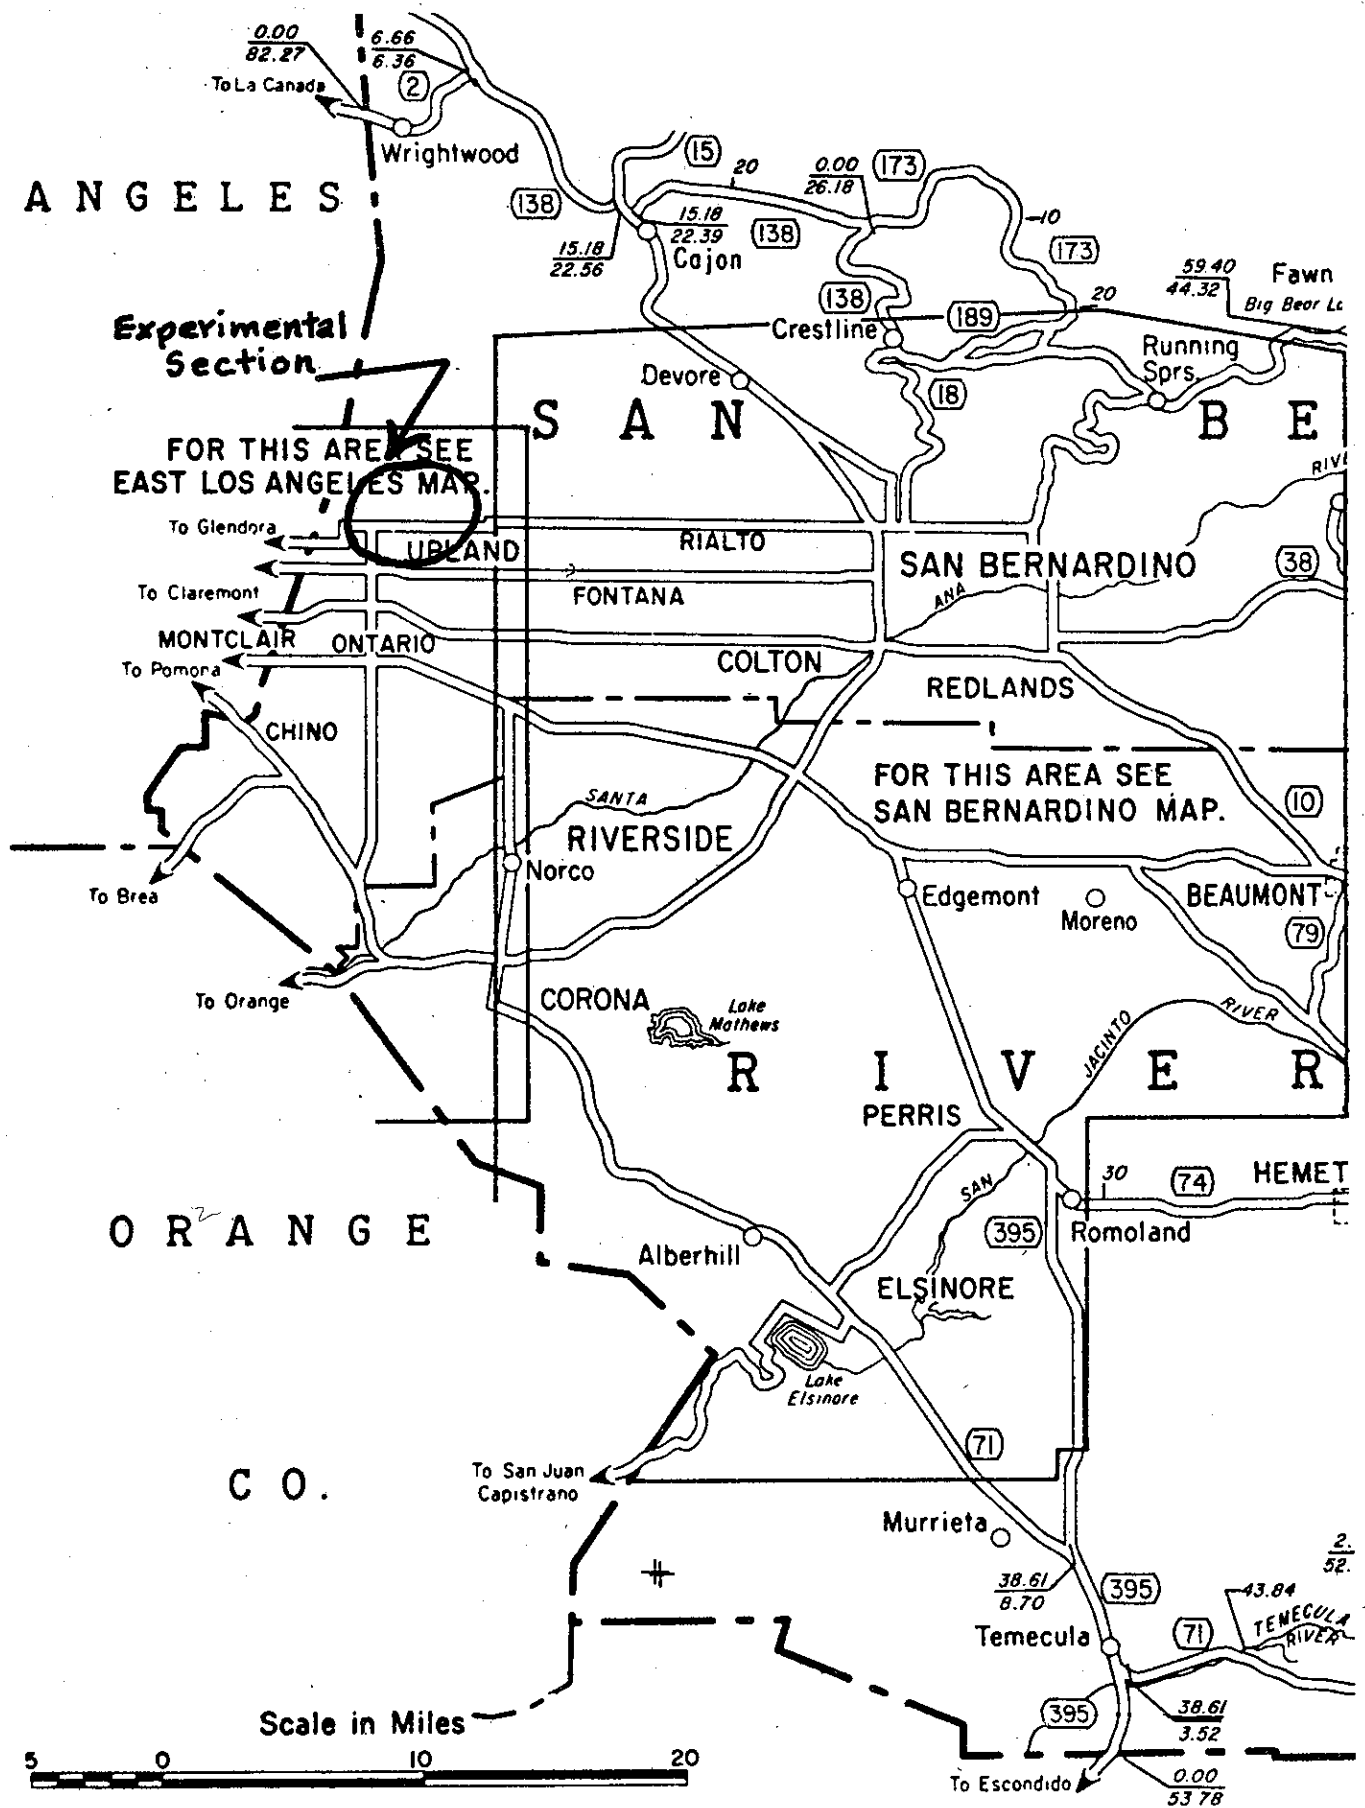 0.00
82.27
6.66
6.36
To La Canada
2
Wrightwood
ANGELES
138
15
20
0.00
26.18
173
15.18
22.39
138
10
173
15.18
22.56
Cajon
59.40
44.32
Fawn
Big Bear
138
20
189
Crestline
Experimental
Section
Running
Sprs.
Devore
18
SAN
BE
FOR THIS AREA SEE
EAST LOS ANGELES MAP.
To Glendora
UPLAND
RIALTO
SAN BERNARDINO
38
To Claremont
FONTANA
ANA
MONTCLAIR
ONTARIO
To Pomona
COLTON
REDLANDS
CHINO
FOR THIS AREA SEE
SAN BERNARDINO MAP.
10
SANTA
RIVERSIDE
Norco
To Brea
Edgemont
Moreno
BEAUMONT
79
To Orange
CORONA
Lake
Mathews
JACINTO
RIVER
RIVER
PERRIS
30
74
HEMET
SAN
ORANGE
395
Romoland
Alberhill
ELSINORE
Lake
Elsinore
71
To San Juan
Capistrano
CO.
Murrieta
2.
52.
38.61
8.70
395
43.84
TEMECULA
RIVER
Temecula
71
395
38.61
3.52
Scale in Miles
5 0 10 20
To Escondido
0.00
53.78